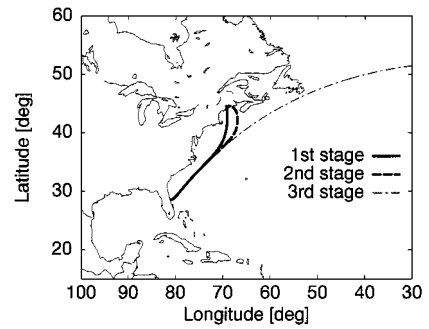 60
50
40
30
20
Latitude [deg]
1st stage
2nd stage
3rd stage
100 90 80 70 60 50 40 30
Longitude [deg]